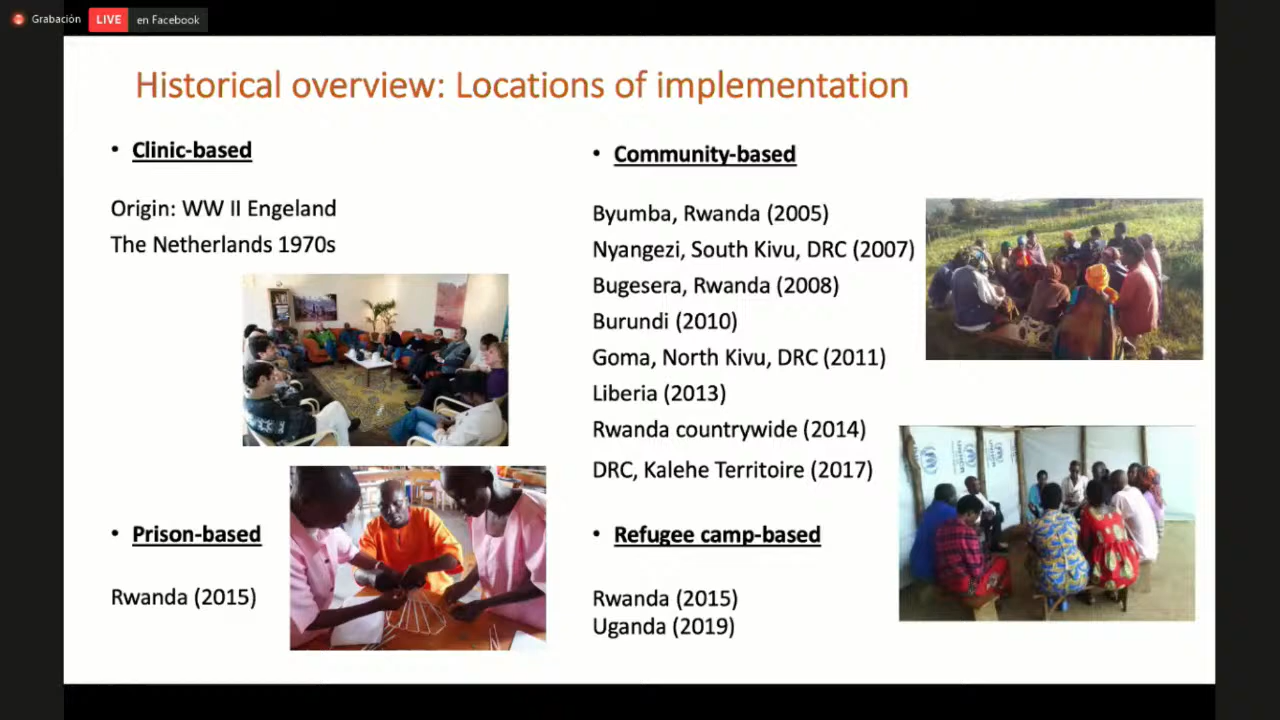 Grabación
LIVE en Facebook
Historical overview: Locations of implementation
• Clinic-based
Origin: WW II Engeland
The Netherlands 1970s
• Prison-based
Rwanda (2015)
• Community-based
Byumba, Rwanda (2005)
Nyangezi, South Kivu, DRC (2007)
Bugesera, Rwanda (2008)
Burundi (2010)
Goma, North Kivu, DRC (2011)
Liberia (2013)
Rwanda countrywide (2014)
DRC, Kalehe Territoire (2017)
• Refugee camp-based
Rwanda (2015)
Uganda (2019)
UNHCR